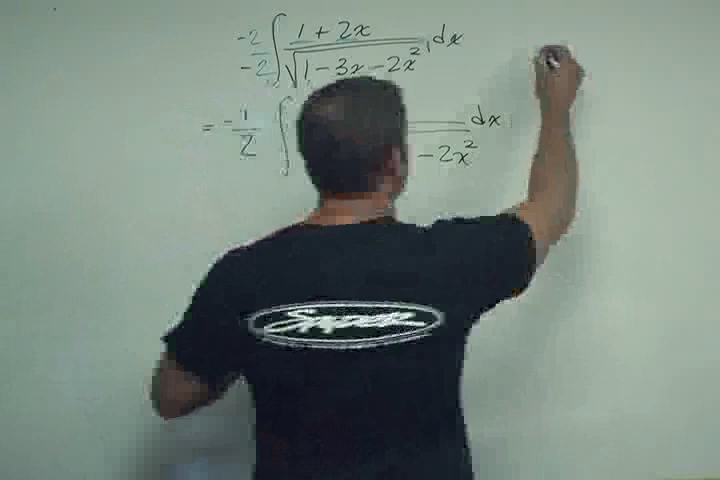 -2/-2 ∫ (1 + 2x)/√(1 - 3x - 2x²) dx
= -1/2 ∫ - 2x² dx